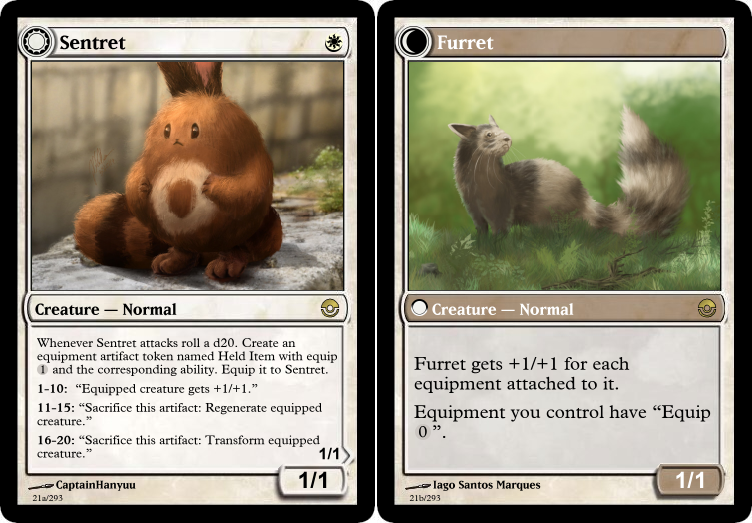 Sentret
Creature — Normal
Whenever Sentret attacks roll a d20. Create an
equipment artifact token named Held Item with equip
1 and the corresponding ability. Equip it to Sentret.
1-10: “Equipped creature gets +1/+1.”
11-15: “Sacrifice this artifact: Regenerate equipped
creature.”
16-20: “Sacrifice this artifact: Transform equipped
creature.”
1/1
1/1
CaptainHanyuu
21a/293
Furret
Creature — Normal
Furret gets +1/+1 for each
equipment attached to it.
Equipment you control have “Equip
0 ”.
1/1
Iago Santos Marques
21b/293